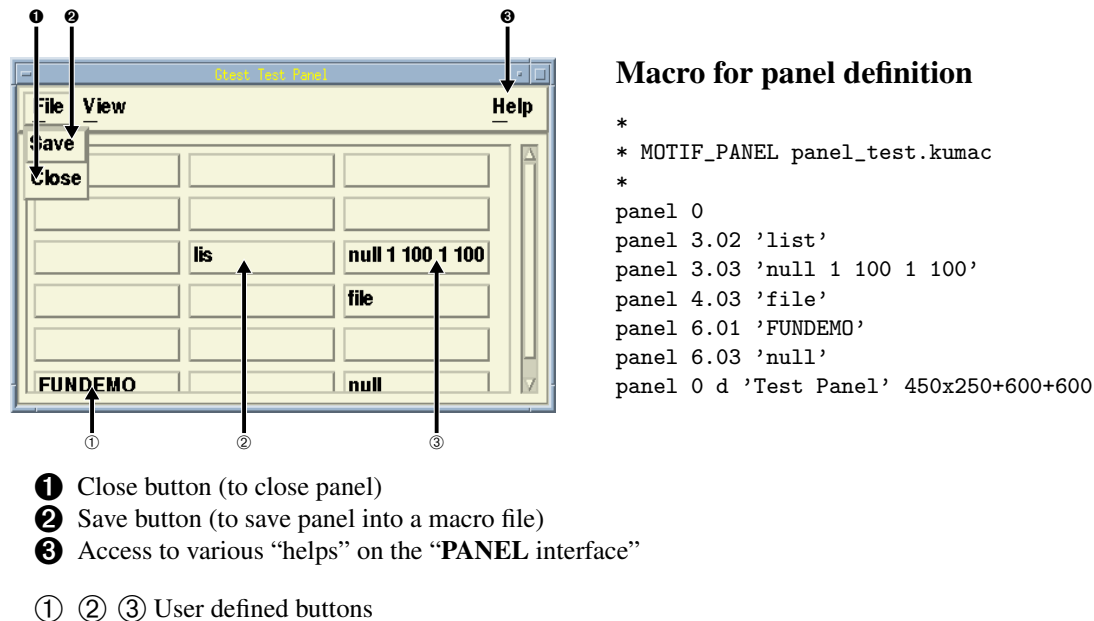 ❶ ❷ ❸
Gtest Test Panel
File View Help
Save
Close
lis null 1 100 1 100
file
FUNDEMO null
① ② ③
Macro for panel definition
*
* MOTIF_PANEL panel_test.kumac
*
panel 0
panel 3.02 ’list’
panel 3.03 ’null 1 100 1 100’
panel 4.03 ’file’
panel 6.01 ’FUNDEMO’
panel 6.03 ’null’
panel 0 d ’Test Panel’ 450x250+600+600
❶ Close button (to close panel)
❷ Save button (to save panel into a macro file)
❸ Access to various “helps” on the “PANEL interface”
① ② ③ User defined buttons